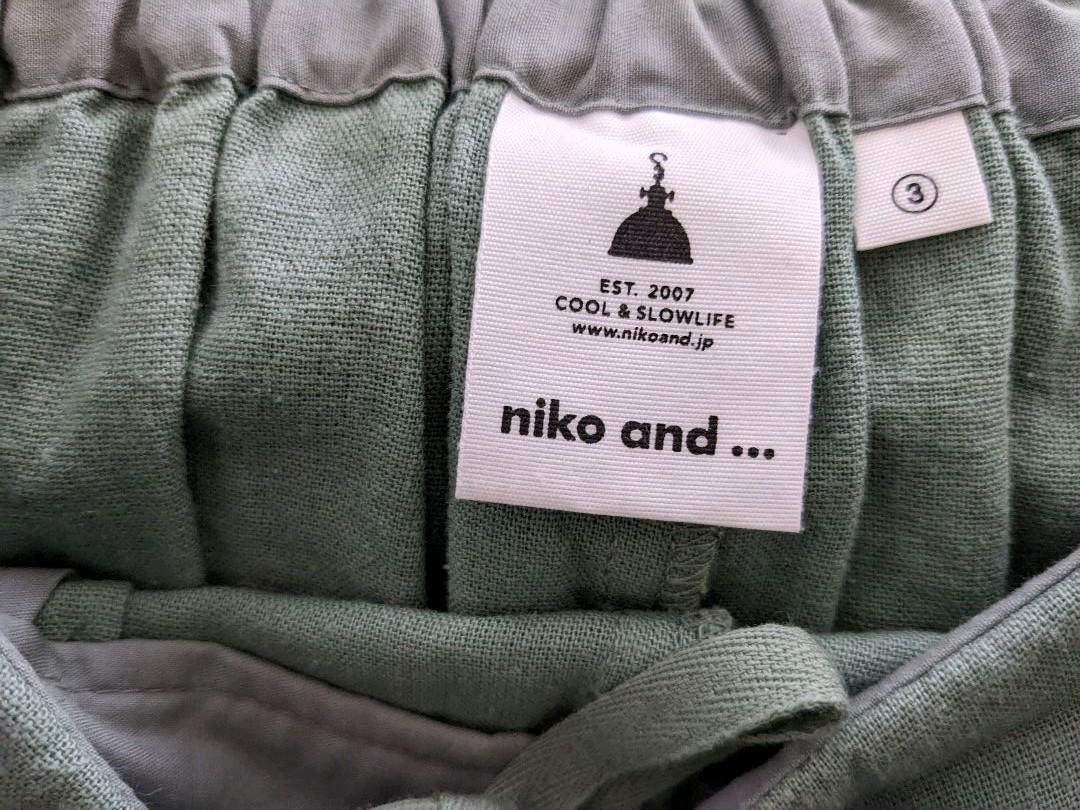 EST. 2007
COOL & SLOWLIFE
www.nikoand.jp
niko and ...
③